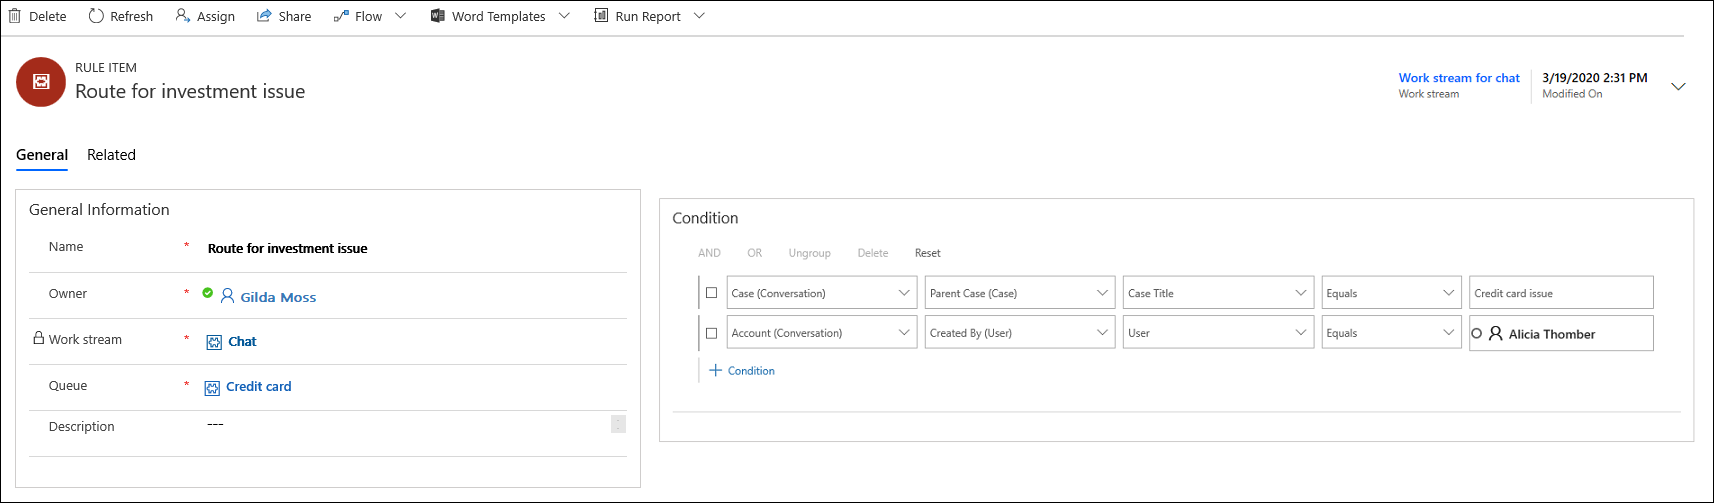 Delete Refresh Assign Share Flow Word Templates Run Report
RULE ITEM
Route for investment issue
Work stream for chat
Work stream
3/19/2020 2:31 PM
Modified On
General Related
General Information
Name * Route for investment issue
Owner * Gilda Moss
Work stream * Chat
Queue * Credit card
Description ---
Condition
AND OR Ungroup Delete Reset
Case (Conversation) Parent Case (Case) Case Title Equals Credit card issue
Account (Conversation) Created By (User) User Equals Alicia Thomber
+ Condition